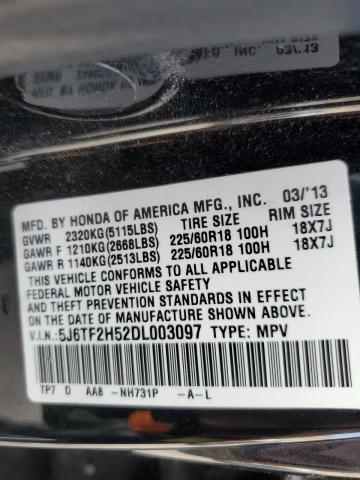 MFD. BY HONDA OF AMERICA MFG., INC. 03/'13
GVWR 2320KG(5115LBS) TIRE SIZE RIM SIZE
GAWR F 1210KG(2668LBS) 225/60R18 100H 18X7J
GAWR R 1140KG(2513LBS) 225/60R18 100H 18X7J
THIS VEHICLE CONFORMS TO ALL APPLICABLE
FEDERAL MOTOR VEHICLE SAFETY
STANDARDS IN EFFECT ON THE DATE OF MANUFACTURE SHOWN ABOVE.
V.I.N.: 5J6TF2H52DL003097 TYPE: MPV
TP7 D AAB -NH731P -A-L